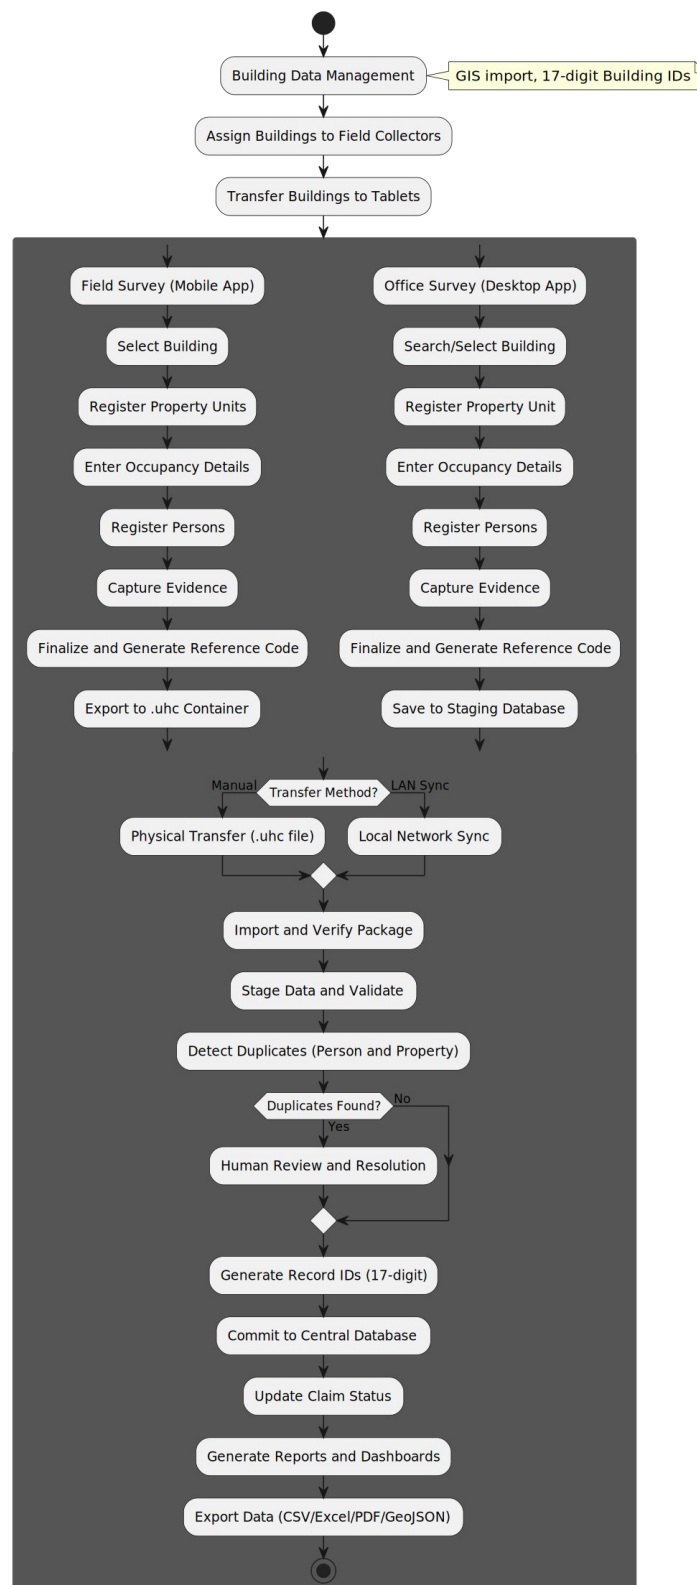 Building Data Management
GIS import, 17-digit Building IDs
Assign Buildings to Field Collectors
Transfer Buildings to Tablets
Field Survey (Mobile App)
Select Building
Register Property Units
Enter Occupancy Details
Register Persons
Capture Evidence
Finalize and Generate Reference Code
Export to .uhc Container
Office Survey (Desktop App)
Search/Select Building
Register Property Unit
Enter Occupancy Details
Register Persons
Capture Evidence
Finalize and Generate Reference Code
Save to Staging Database
Manual
Transfer Method?
LAN Sync
Physical Transfer (.uhc file)
Local Network Sync
Import and Verify Package
Stage Data and Validate
Detect Duplicates (Person and Property)
Duplicates Found?
No
Yes
Human Review and Resolution
Generate Record IDs (17-digit)
Commit to Central Database
Update Claim Status
Generate Reports and Dashboards
Export Data (CSV/Excel/PDF/GeoJSON)